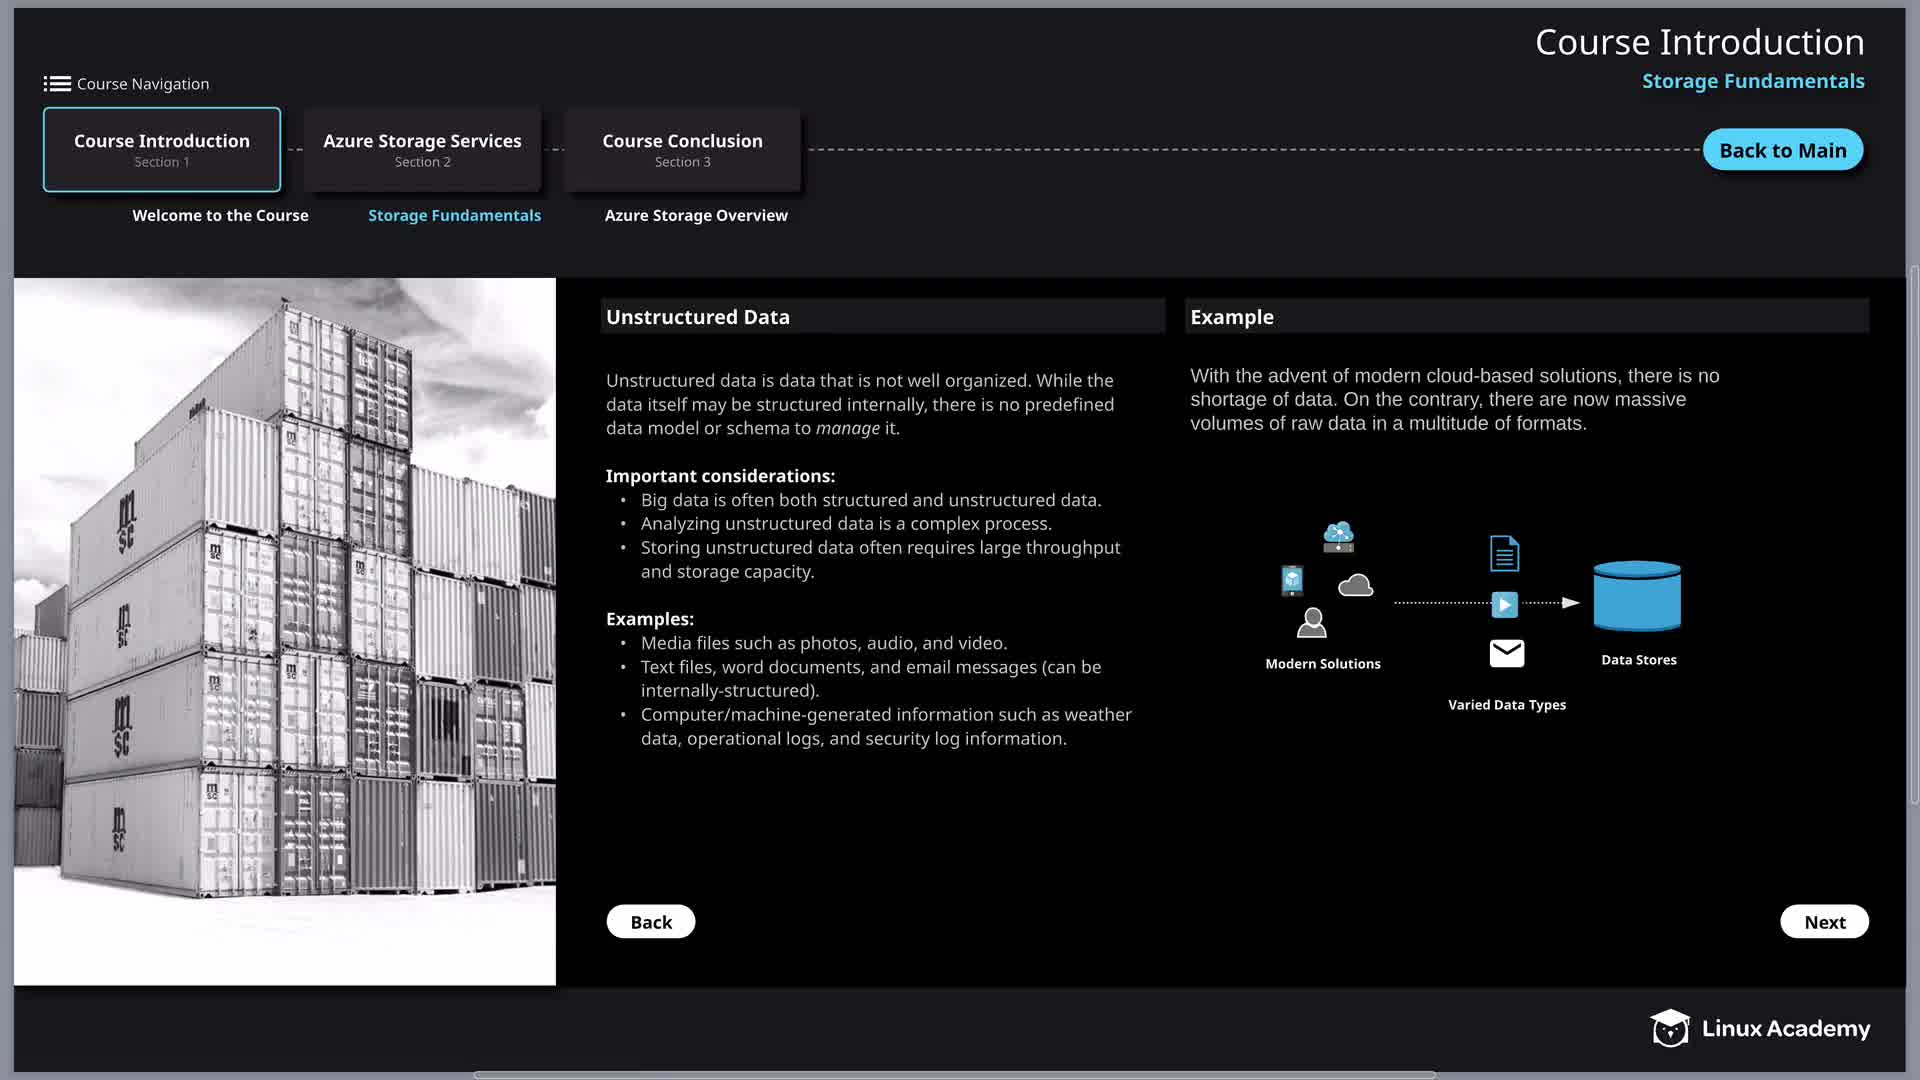 Course Introduction
Storage Fundamentals
Course Navigation
Course Introduction
Section 1
Azure Storage Services
Section 2
Course Conclusion
Section 3
Back to Main
Welcome to the Course
Storage Fundamentals
Azure Storage Overview
Unstructured Data
Unstructured data is data that is not well organized. While the
data itself may be structured internally, there is no predefined
data model or schema to manage it.
Important considerations:
• Big data is often both structured and unstructured data.
• Analyzing unstructured data is a complex process.
• Storing unstructured data often requires large throughput
and storage capacity.
Examples:
• Media files such as photos, audio, and video.
• Text files, word documents, and email messages (can be
internally-structured).
• Computer/machine-generated information such as weather
data, operational logs, and security log information.
Example
With the advent of modern cloud-based solutions, there is no
shortage of data. On the contrary, there are now massive
volumes of raw data in a multitude of formats.
Modern Solutions
Varied Data Types
Data Stores
msc
msc
msc
msc
Back
Next
Linux Academy